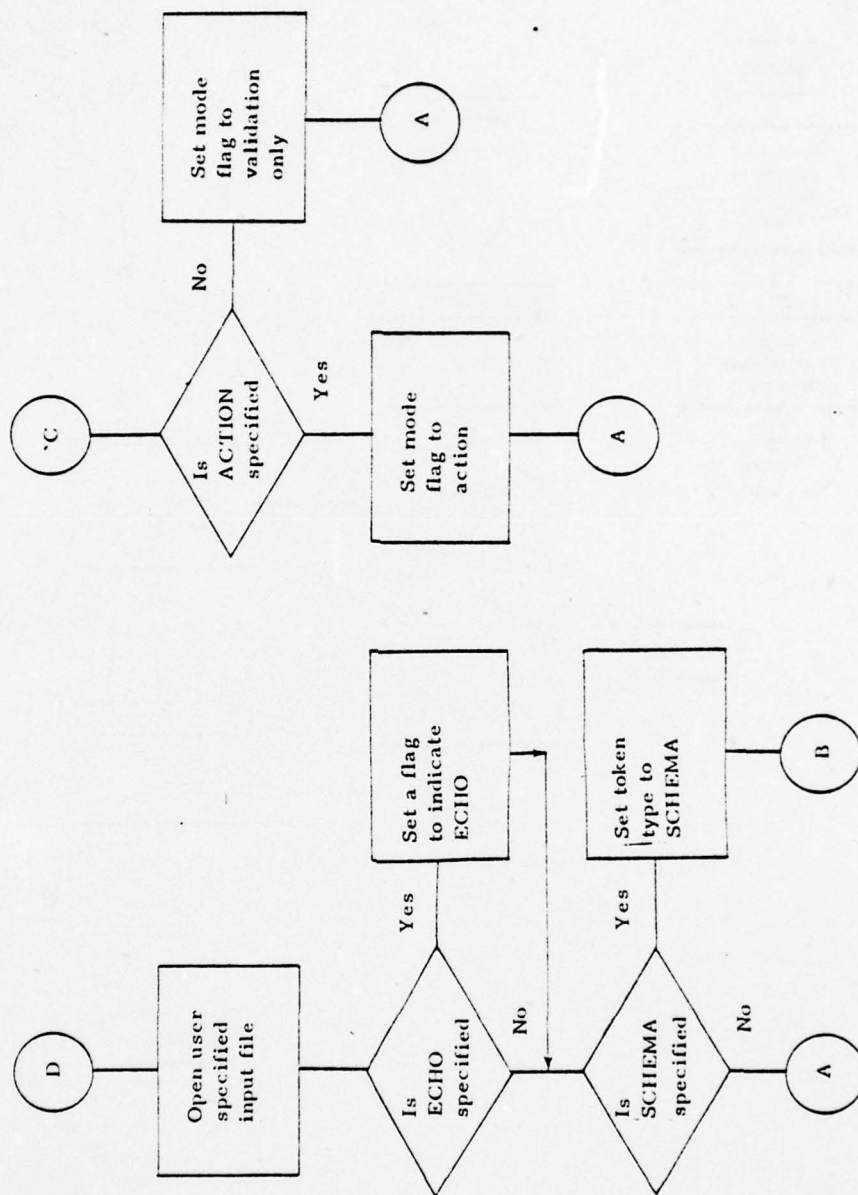 D
Open user
specified
input file
Is
ECHO
specified
Yes
Set a flag
to indicate
ECHO
No
Is
SCHEMA
specified
Yes
Set token
type to
SCHEMA
B
No
A
C
Is
ACTION
specified
No
Set mode
flag to
validation
only
A
Yes
Set mode
flag to
action
A